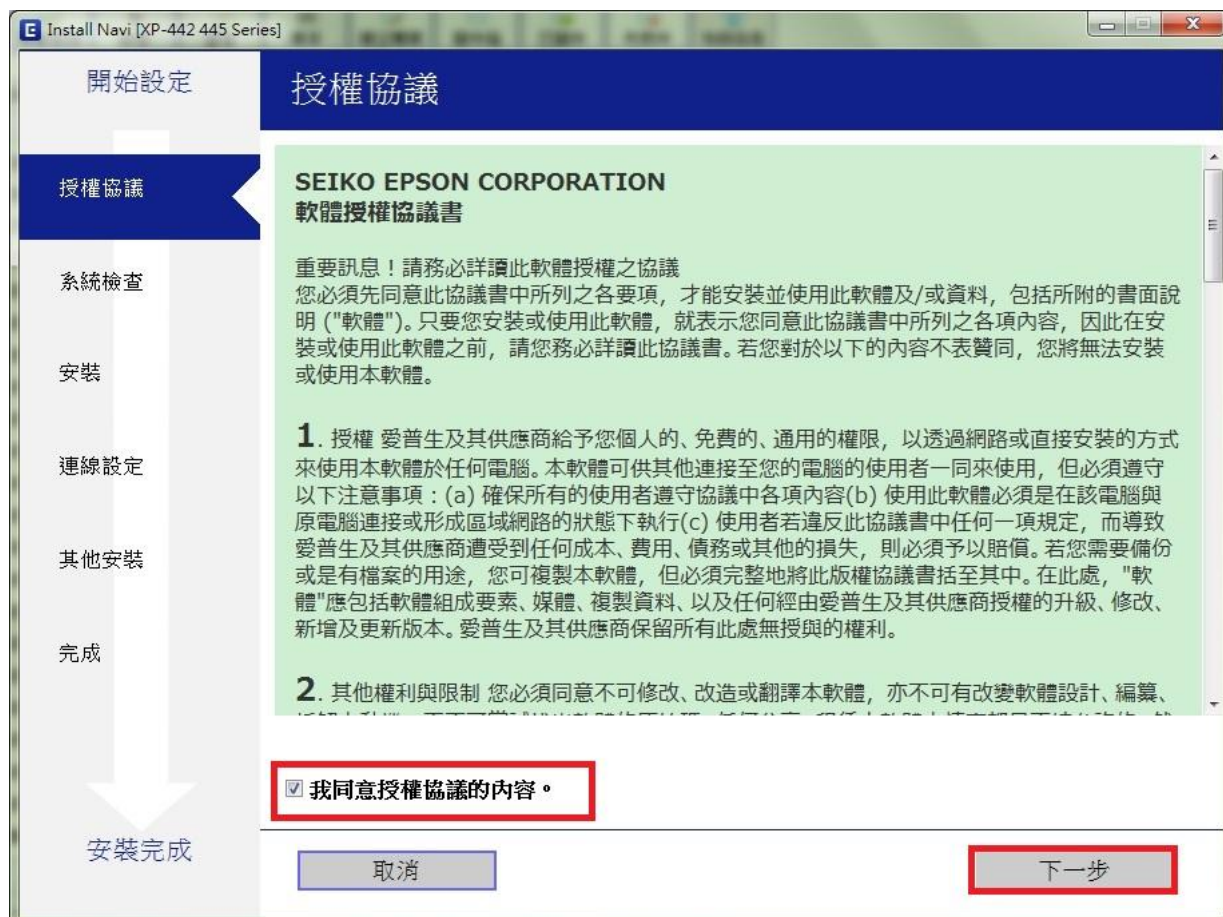 Install Navi [XP-442 445 Series]
開始設定
授權協議
系統檢查
安裝
連線設定
其他安裝
完成
安裝完成
授權協議
SEIKO EPSON CORPORATION
軟體授權協議書
重要訊息！請務必詳讀此軟體授權之協議
您必須先同意此協議書中所列之各要項，才能安裝並使用此軟體及/或資料，包括所附的書面說
明 ("軟體")。只要您安裝或使用此軟體，就表示您同意此協議書中所列之各項內容，因此在安
裝或使用此軟體之前，請您務必詳讀此協議書。若您對於以下的內容不表贊同，您將無法安裝
或使用本軟體。
1. 授權 愛普生及其供應商給予您個人的、免費的、通用的權限，以透過網路或直接安裝的方式
來使用本軟體於任何電腦。本軟體可供其他連接至您的電腦的使用者一同來使用，但必須遵守
以下注意事項：(a) 確保所有的使用者遵守協議中各項內容(b) 使用此軟體必須是在該電腦與
原電腦連接或形成區域網路的狀態下執行(c) 使用者若違反此協議書中任何一項規定，而導致
愛普生及其供應商遭受到任何成本、費用、債務或其他的損失，則必須予以賠償。若您需要備份
或是有檔案的用途，您可複製本軟體，但必須完整地將此版權協議書括至其中。在此處，"軟
體"應包括軟體組成要素、媒體、複製資料、以及任何經由愛普生及其供應商授權的升級、修改、
新增及更新版本。愛普生及其供應商保留所有此處無授與的權利。
2. 其他權利與限制 您必須同意不可修改、改造或翻譯本軟體，亦不可有改變軟體設計、編纂、
我同意授權協議的內容。
取消
下一步